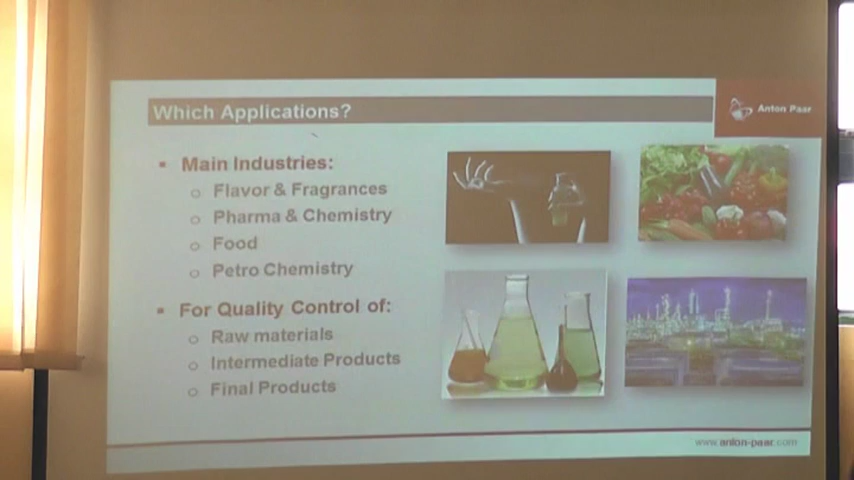 Which Applications?
Anton Paar
Main Industries:
Flavor & Fragrances
Pharma & Chemistry
Food
Petro Chemistry
For Quality Control of:
Raw materials
Intermediate Products
Final Products
www.anton-paar.com